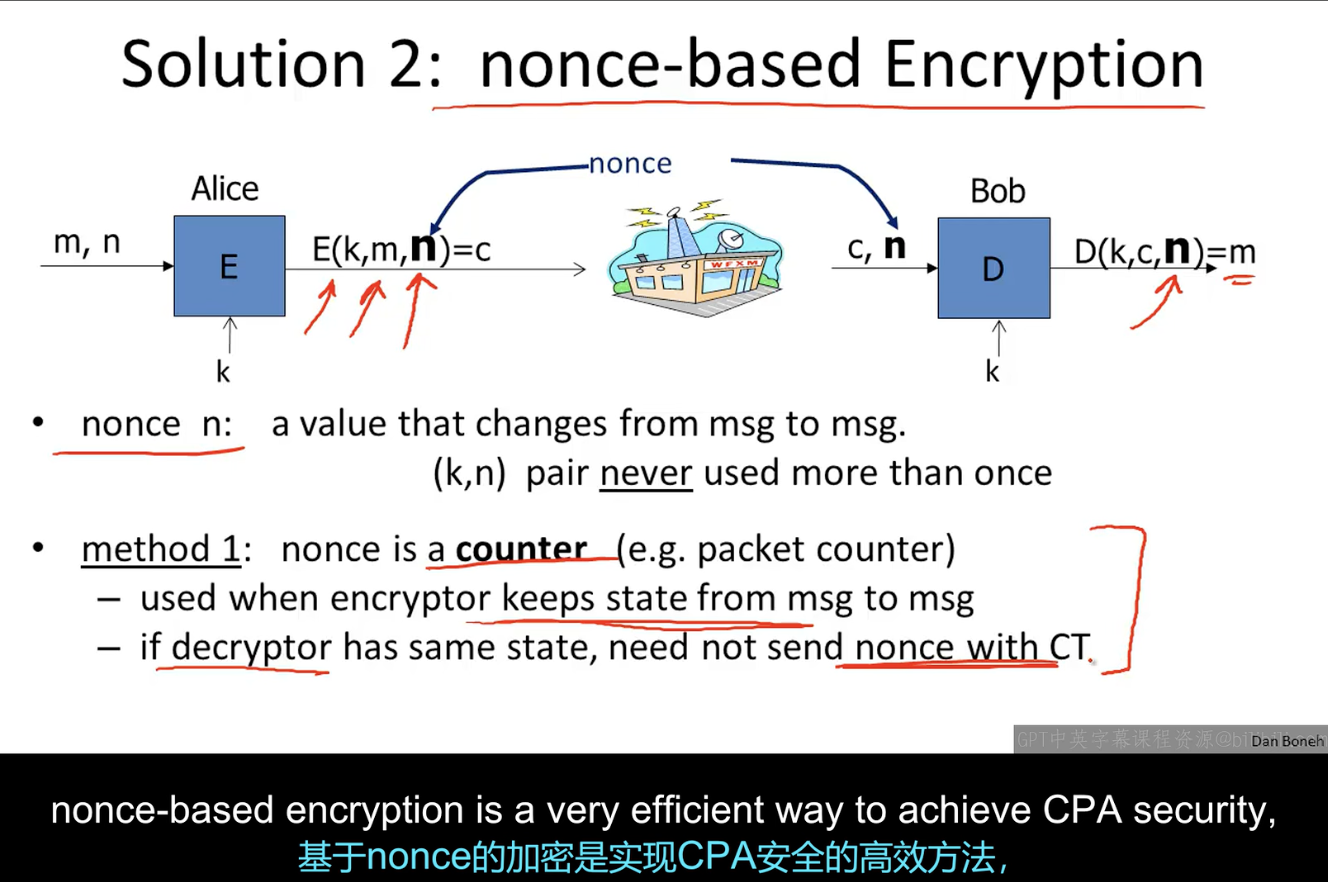 Solution 2: nonce-based Encryption
nonce
Alice
Bob
m, n
E
E(k,m,n)=c
WFXM
c, n
D
D(k,c,n)=m
k
k
• nonce n: a value that changes from msg to msg.
(k,n) pair never used more than once
• method 1: nonce is a counter (e.g. packet counter)
– used when encryptor keeps state from msg to msg
– if decryptor has same state, need not send nonce with CT.
GPT中英字幕课程资源@b
Dan Boneh
nonce-based encryption is a very efficient way to achieve CPA security,
基于nonce的加密是实现CPA安全的高效方法，